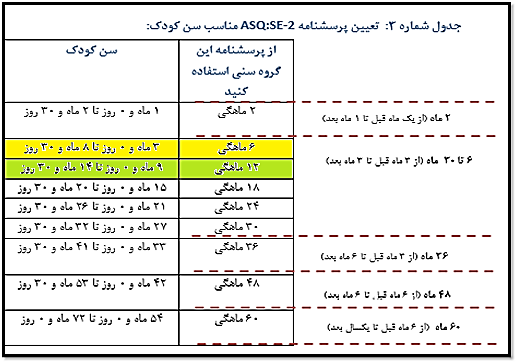 جدول شماره ۳: تعیین پرسشنامه ASQ:SE-2 مناسب سن کودک:
سن کودک
از پرسشنامه این
گروه سنی استفاده
کنید
۱ ماه و ۰ روز تا ۲ ماه و ۳۰ روز
۲ ماهگی
۲ ماه (از یک ماه قبل تا ۱ ماه بعد)
۳ ماه و ۰ روز تا ۸ ماه و ۳۰ روز
۶ ماهگی
۶ تا ۳۰ ماه (از ۳ ماه قبل تا ۳ ماه بعد)
۹ ماه و ۰ روز تا ۱۴ ماه و ۳۰ روز
۱۲ ماهگی
۱۵ ماه و ۰ روز تا ۲۰ ماه و ۳۰ روز
۱۸ ماهگی
۲۱ ماه و ۰ روز تا ۲۶ ماه و ۳۰ روز
۲۴ ماهگی
۲۷ ماه و ۰ روز تا ۳۲ ماه و ۳۰ روز
۳۰ ماهگی
۳۳ ماه و ۰ روز تا ۴۱ ماه و ۳۰ روز
۳۶ ماهگی
۳۶ ماه (از ۳ ماه قبل تا ۶ ماه بعد)
۴۲ ماه و ۰ روز تا ۵۳ ماه و ۳۰ روز
۴۸ ماهگی
۴۸ ماه (از ۶ ماه قبل تا ۶ ماه بعد)
۵۴ ماه و ۰ روز تا ۷۲ ماه و ۰ روز
۶۰ ماهگی
۶۰ ماه (از ۶ ماه قبل تا یکسال بعد)